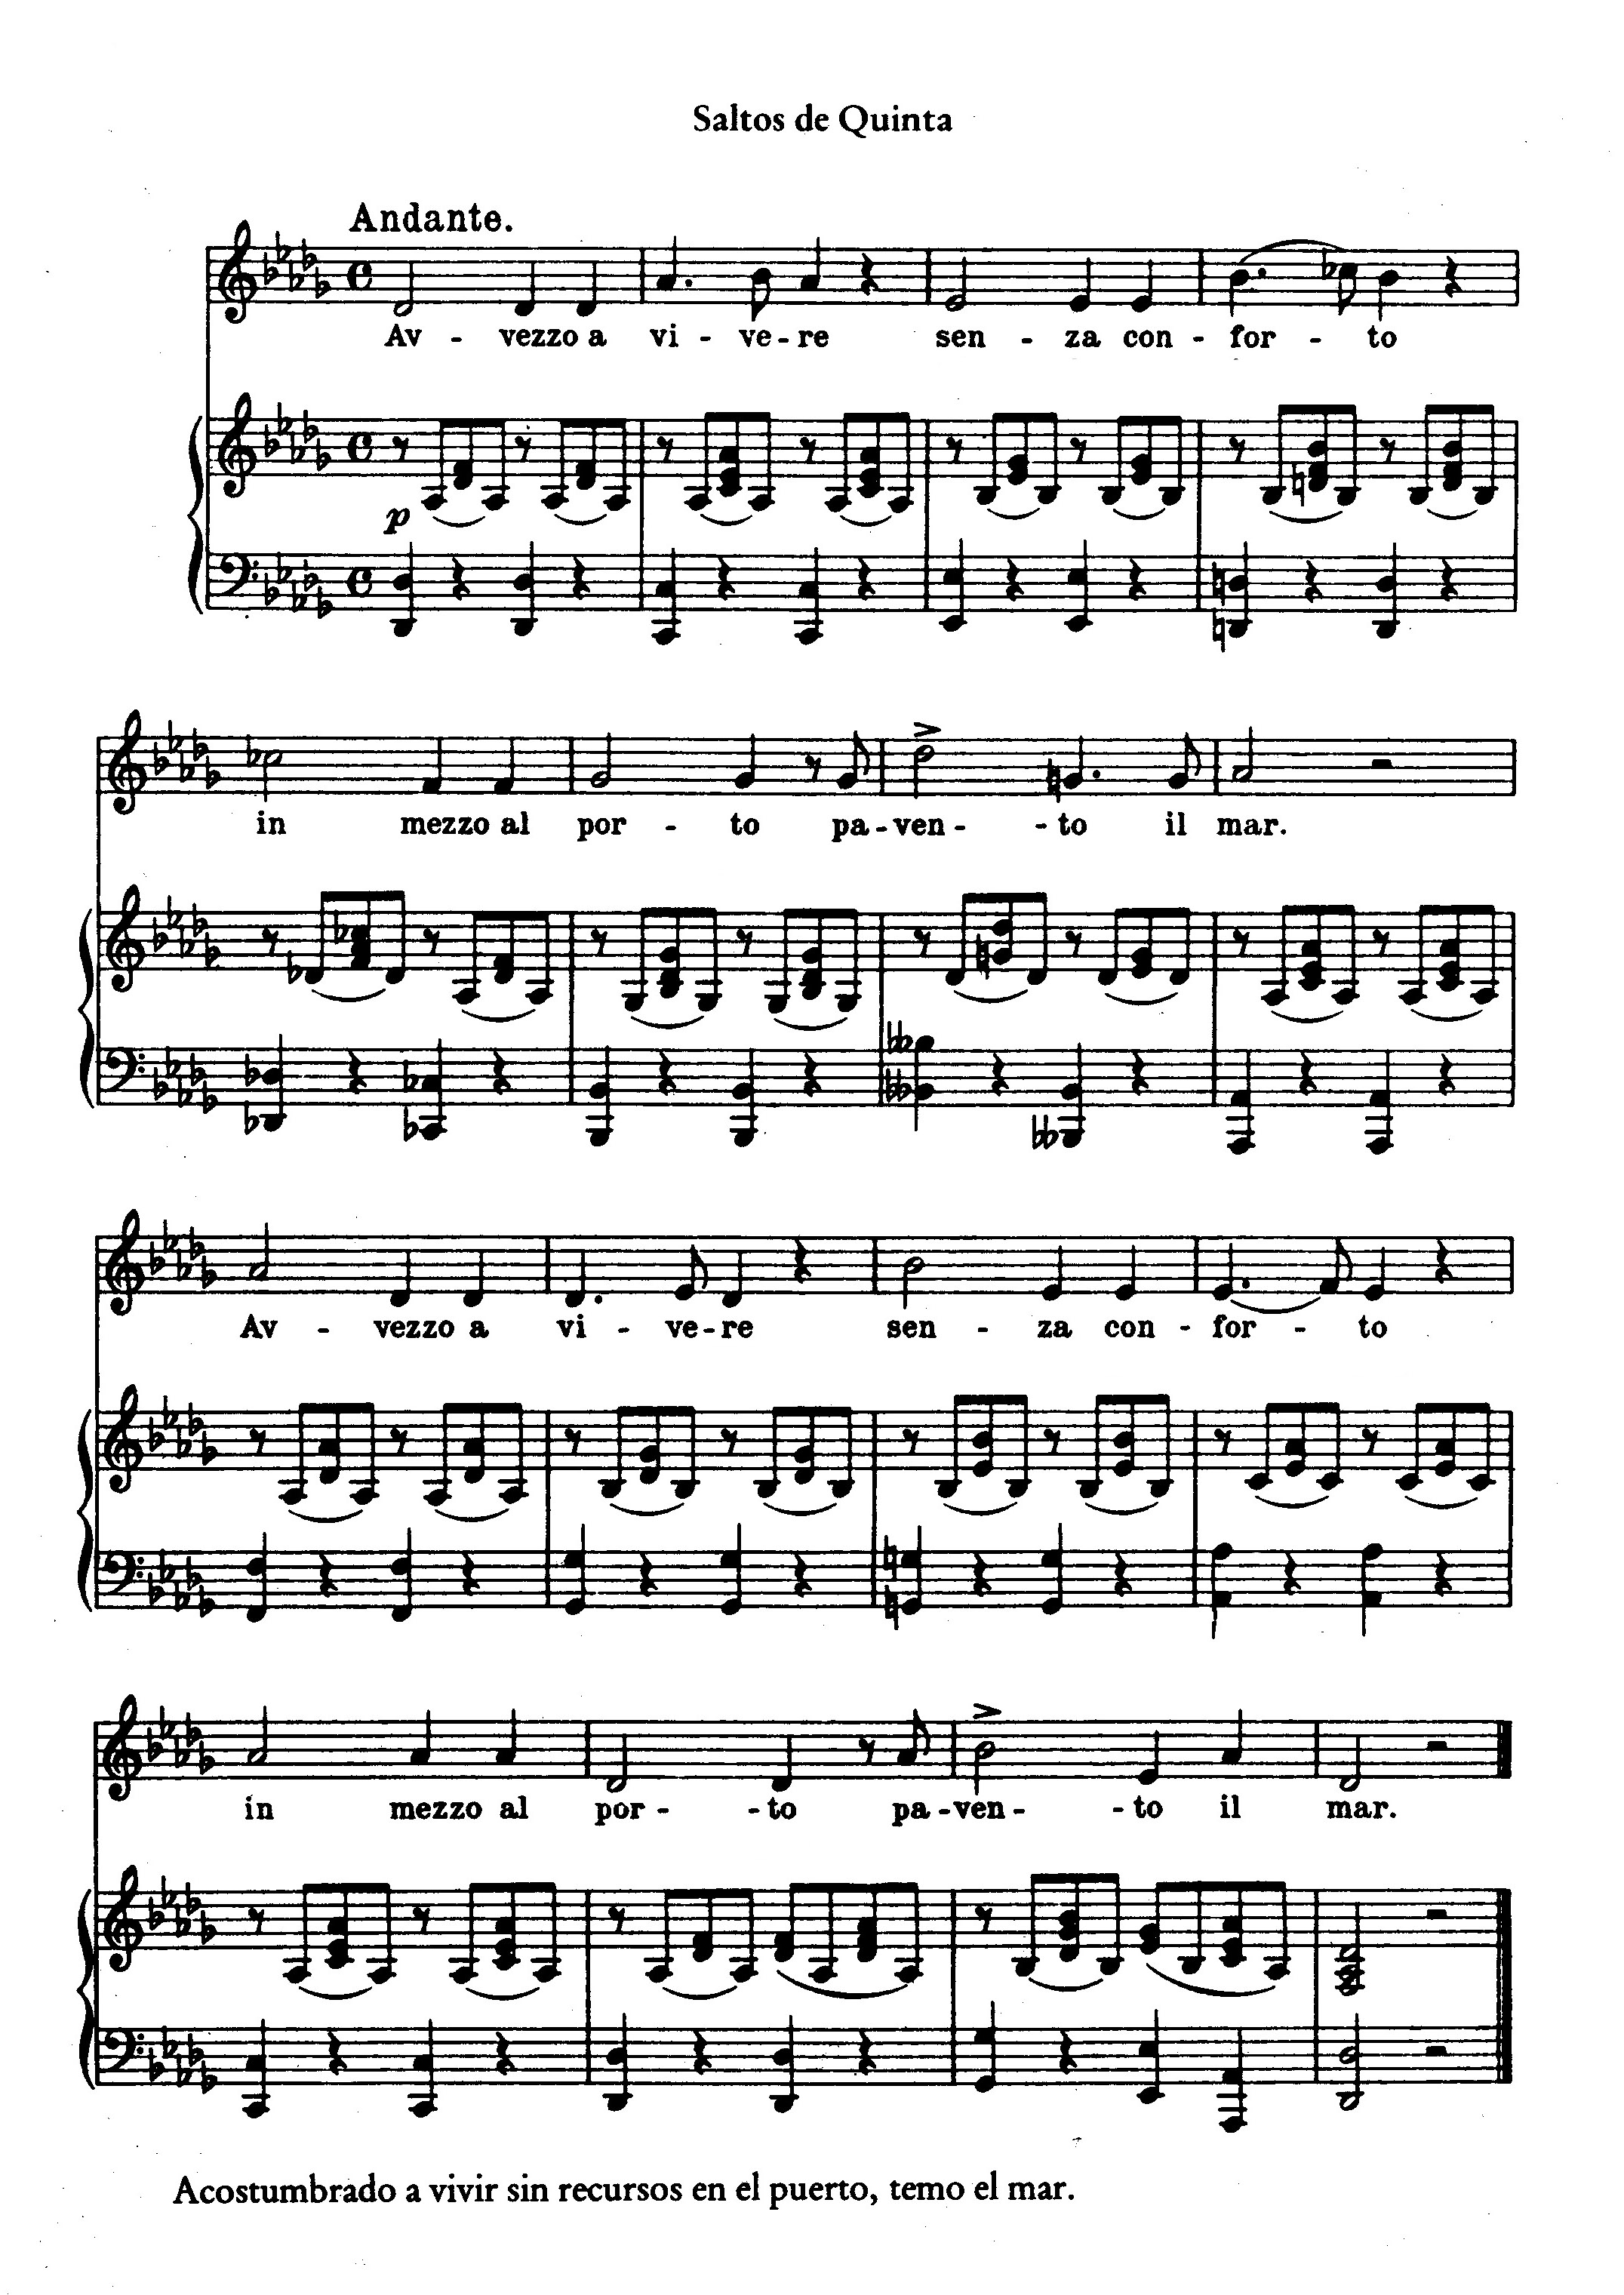 Saltos de Quinta
Andante.
Av - vezzo a vi - ve - re sen - za con - for - to
p
in mezzo al por - to pa - ven - to il mar.
Av - vezzo a vi - ve - re sen - za con - for - to
in mezzo al por - to pa - ven - to il mar.
Acostumbrado a vivir sin recursos en el puerto, temo el mar.